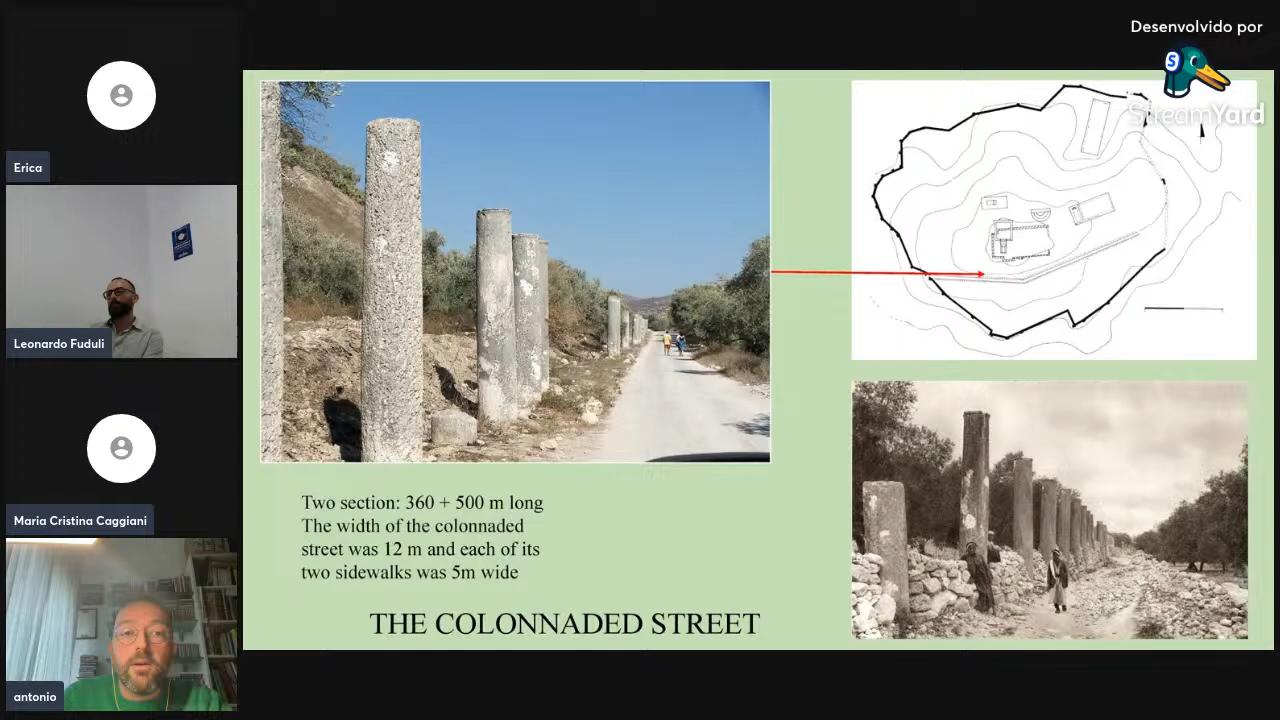 Desenvolvido por
S
StreamYard
Erica
Leonardo Fuduli
Maria Cristina Caggiani
antonio
Two section: 360 + 500 m long
The width of the colonnaded
street was 12 m and each of its
two sidewalks was 5m wide
THE COLONNADED STREET